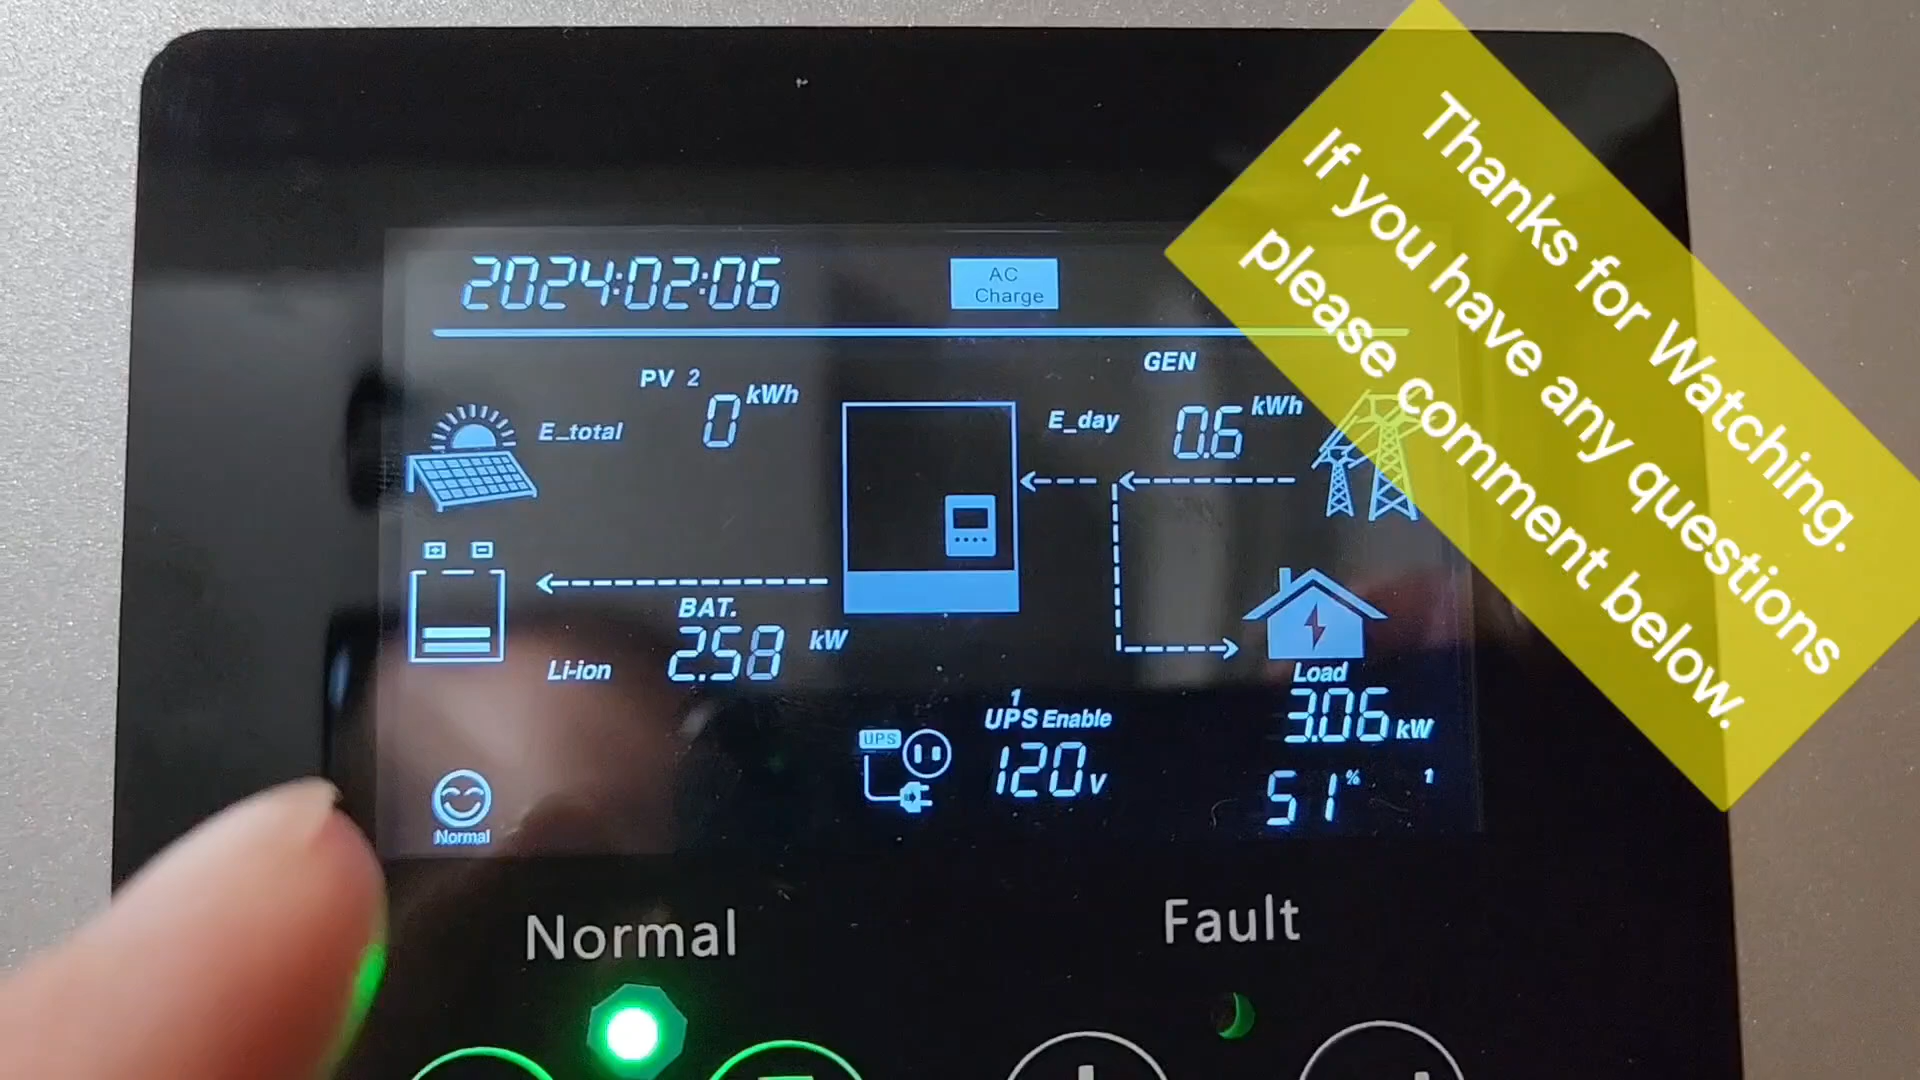 2024:02:06
AC
Charge
Thanks for Watching.
If you have any questions
please comment below.
PV 2
0 kWh
E_total
GEN
E_day
0.6 kWh
BAT.
2.58 kW
Li-ion
Load
3.06 kW
51% 1
1
UPS Enable
UPS
120 V
Normal
Normal
Fault